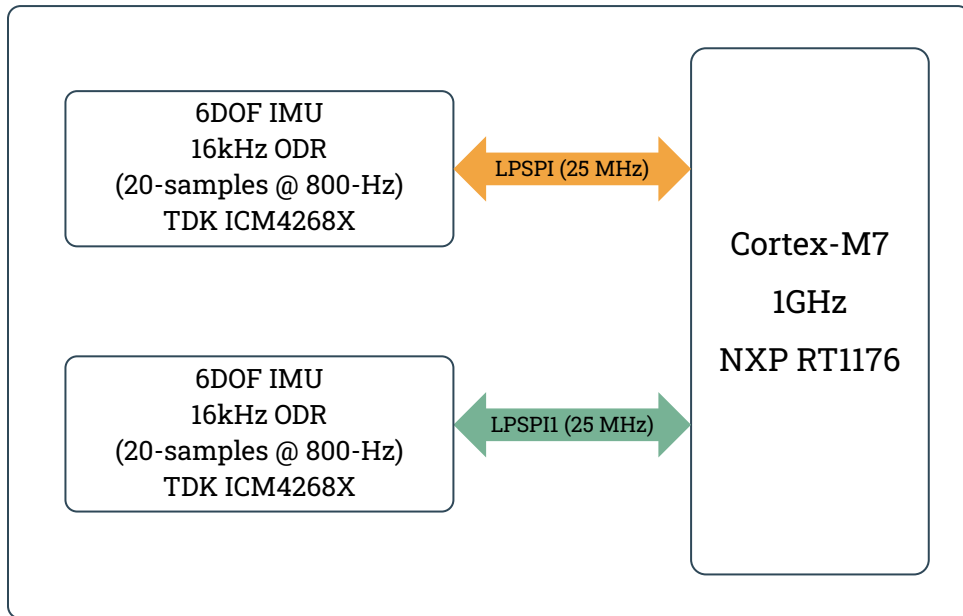 6DOF IMU
16kHz ODR
(20-samples @ 800-Hz)
TDK ICM4268X
LPSPI (25 MHz)
6DOF IMU
16kHz ODR
(20-samples @ 800-Hz)
TDK ICM4268X
LPSPI1 (25 MHz)
Cortex-M7
1GHz
NXP RT1176